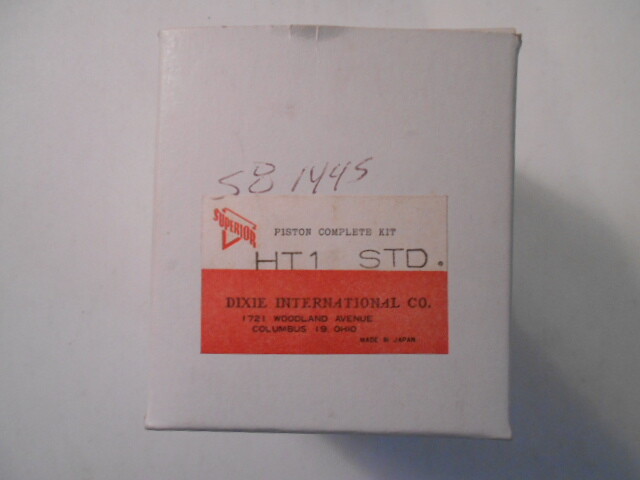 S8 1445
SUPERIOR
PISTON COMPLETE KIT
HT1 STD.
DIXIE INTERNATIONAL CO.
1721 WOODLAND AVENUE
COLUMBUS 19, OHIO
MADE IN JAPAN